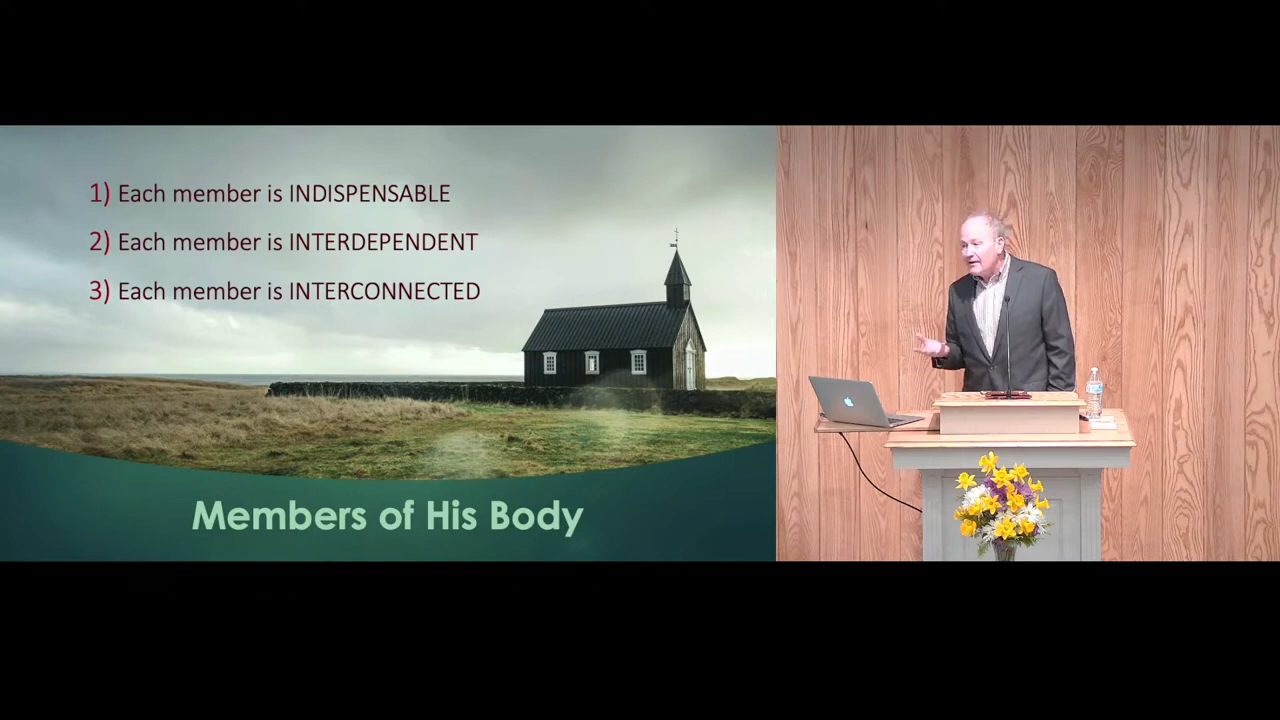 1) Each member is INDISPENSABLE
2) Each member is INTERDEPENDENT
3) Each member is INTERCONNECTED
Members of His Body